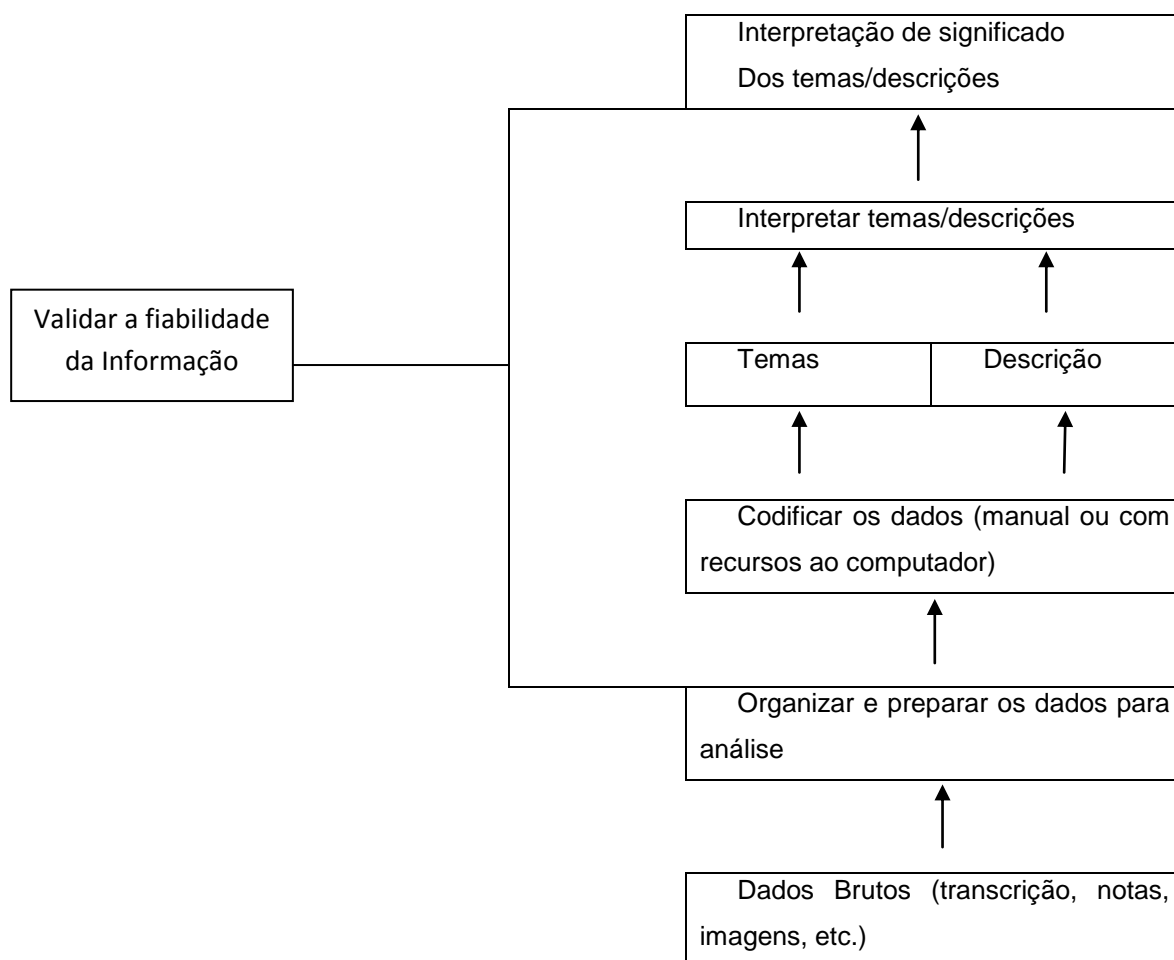 Interpretação de significado
Dos temas/descrições
Interpretar temas/descrições
Validar a fiabilidade
da Informação
Temas
Descrição
Codificar os dados (manual ou com
recursos ao computador)
Organizar e preparar os dados para
análise
Dados Brutos (transcrição, notas,
imagens, etc.)